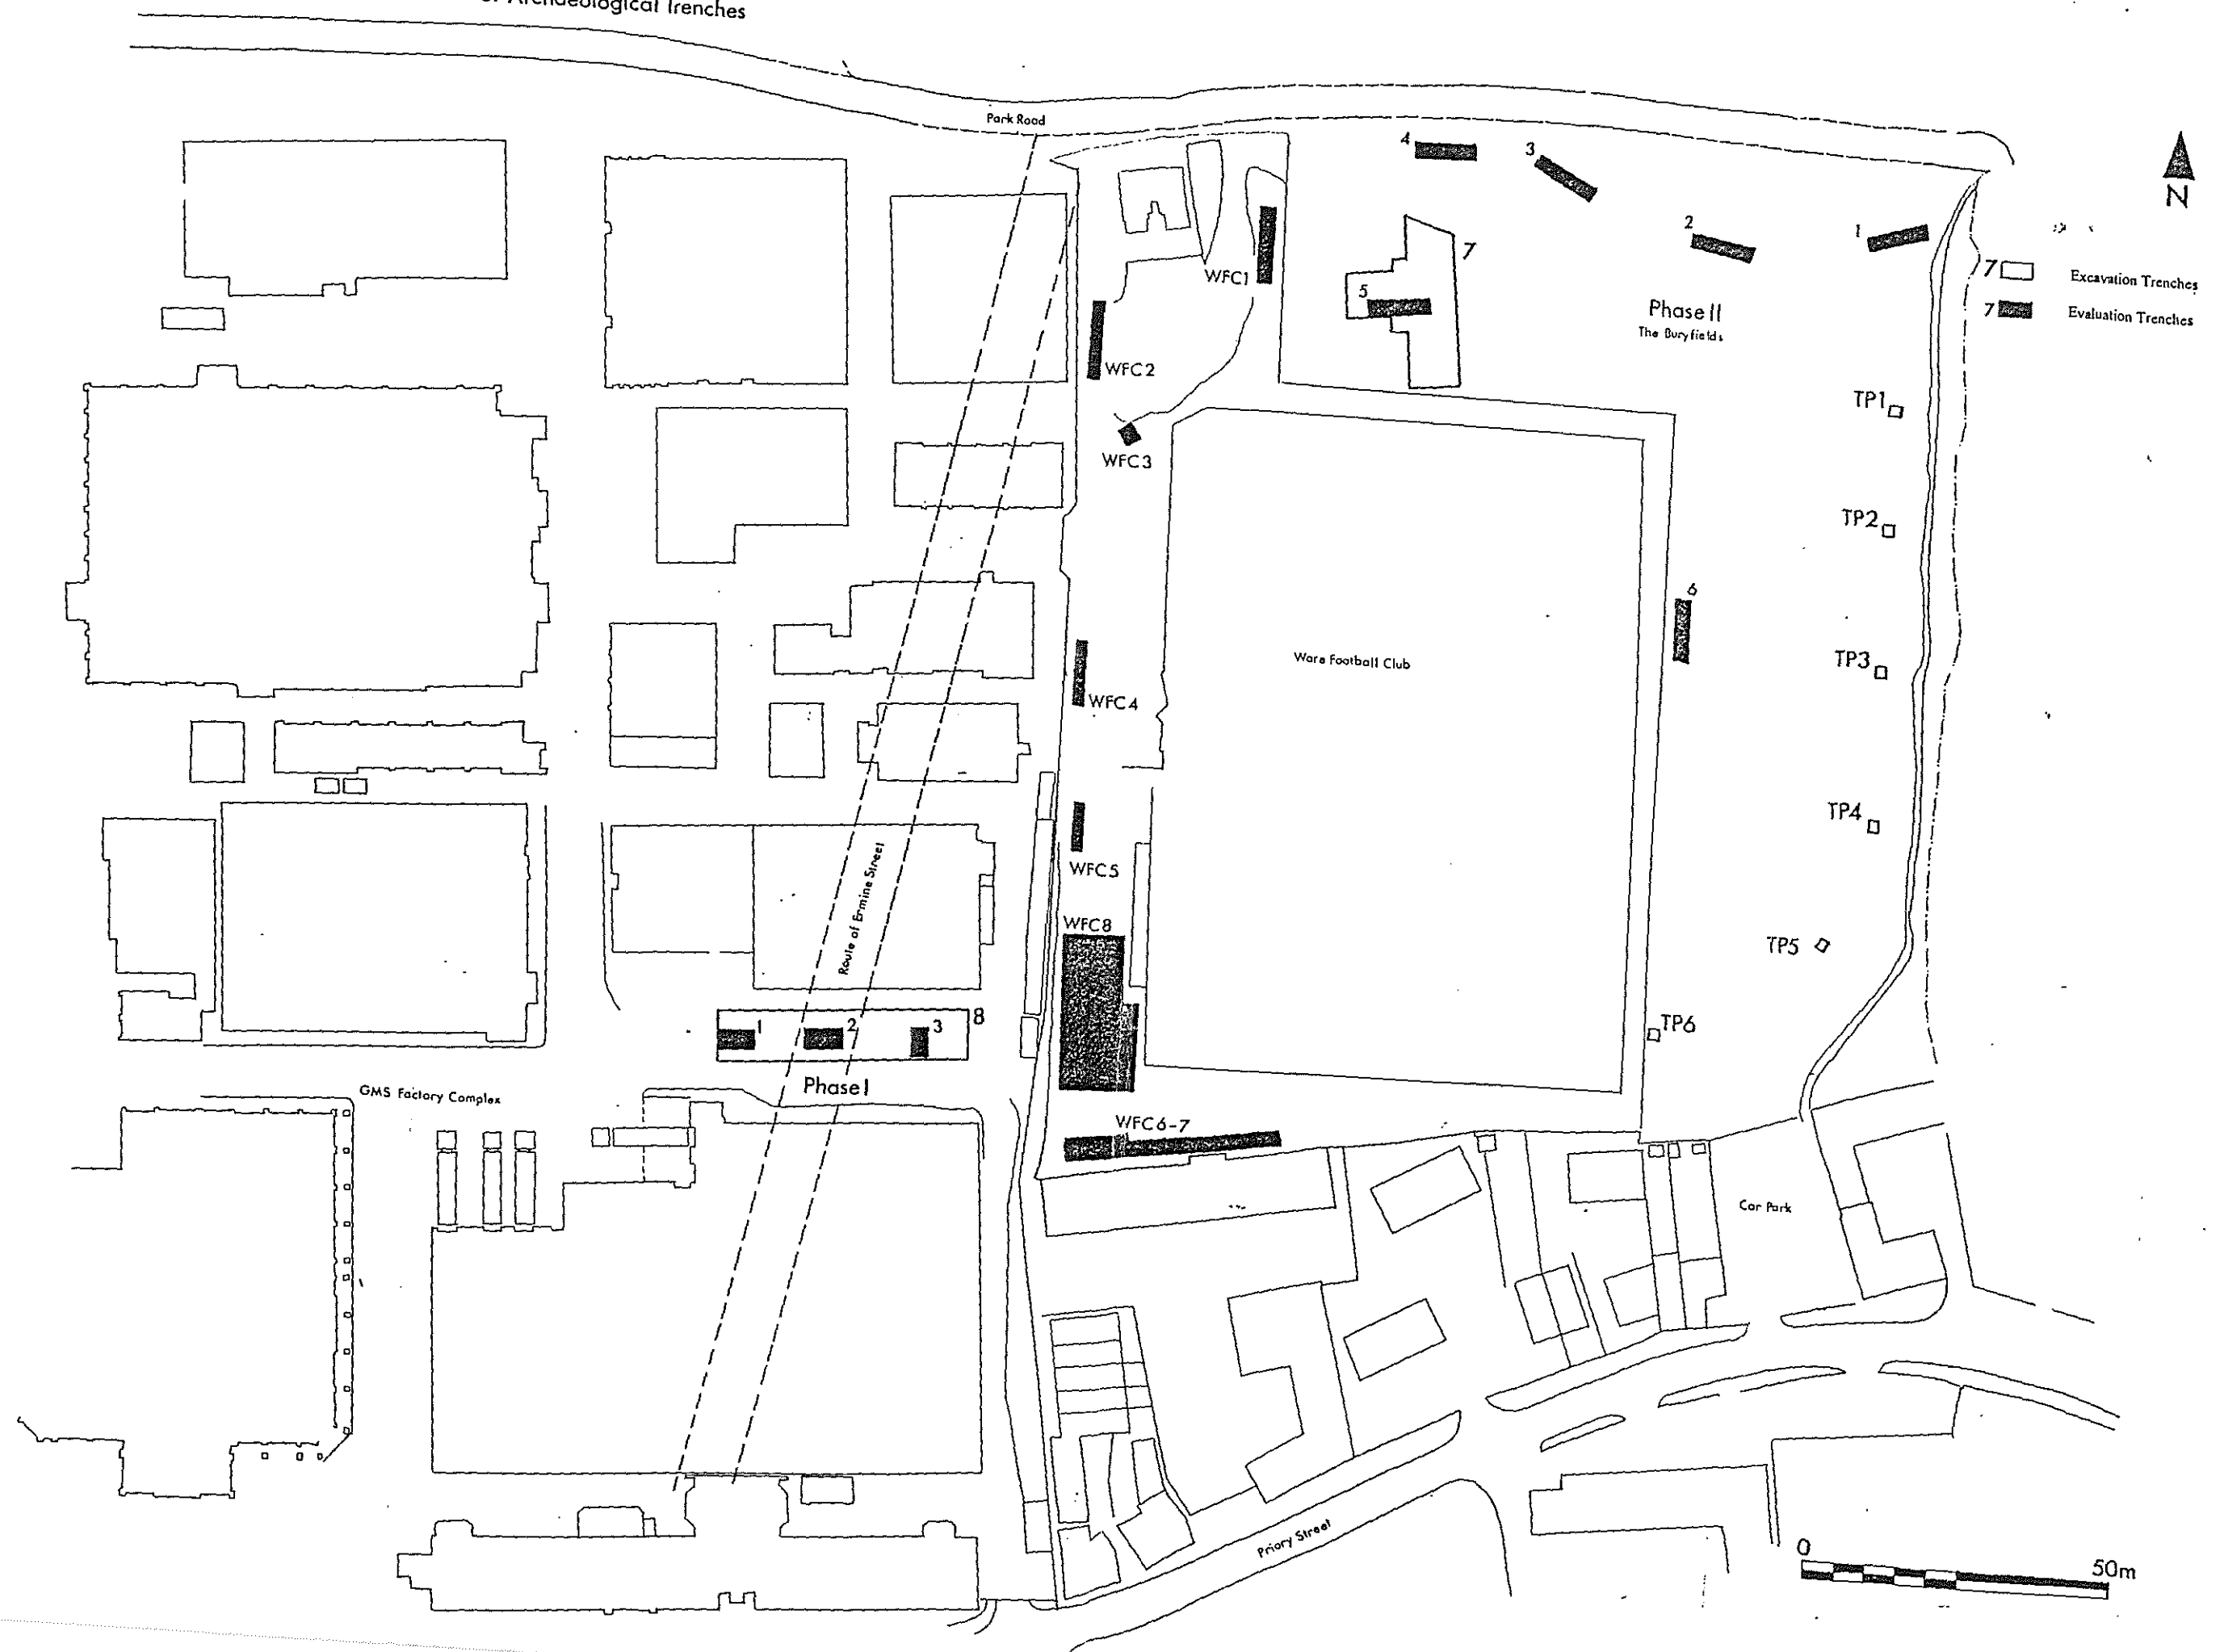 Archaeological Trenches
Park Road
4
3
2
1
N
7
5
WFC1
7 Excavation Trenches
7 Evaluation Trenches
Phase II
The Buryfields
WFC2
TP1
WFC3
TP2
6
Ware Football Club
TP3
WFC4
TP4
WFC5
Route of Ermine Street
WFC8
TP5
1
2
3
8
TP6
Phase I
GMS Factory Complex
WFC6-7
Car Park
Priory Street
0
50m